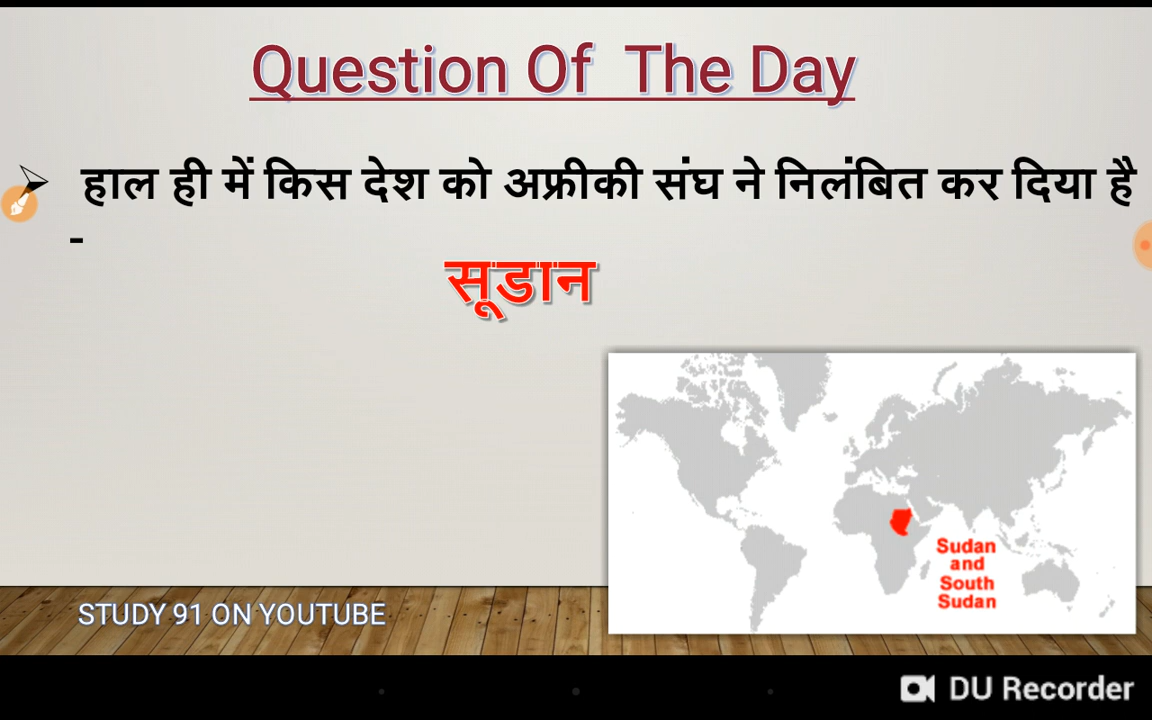 Question Of The Day
हाल ही में किस देश को अफ्रीकी संघ ने निलंबित कर दिया है
-
सूडान
Sudan
and
South
Sudan
STUDY 91 ON YOUTUBE
DU Recorder